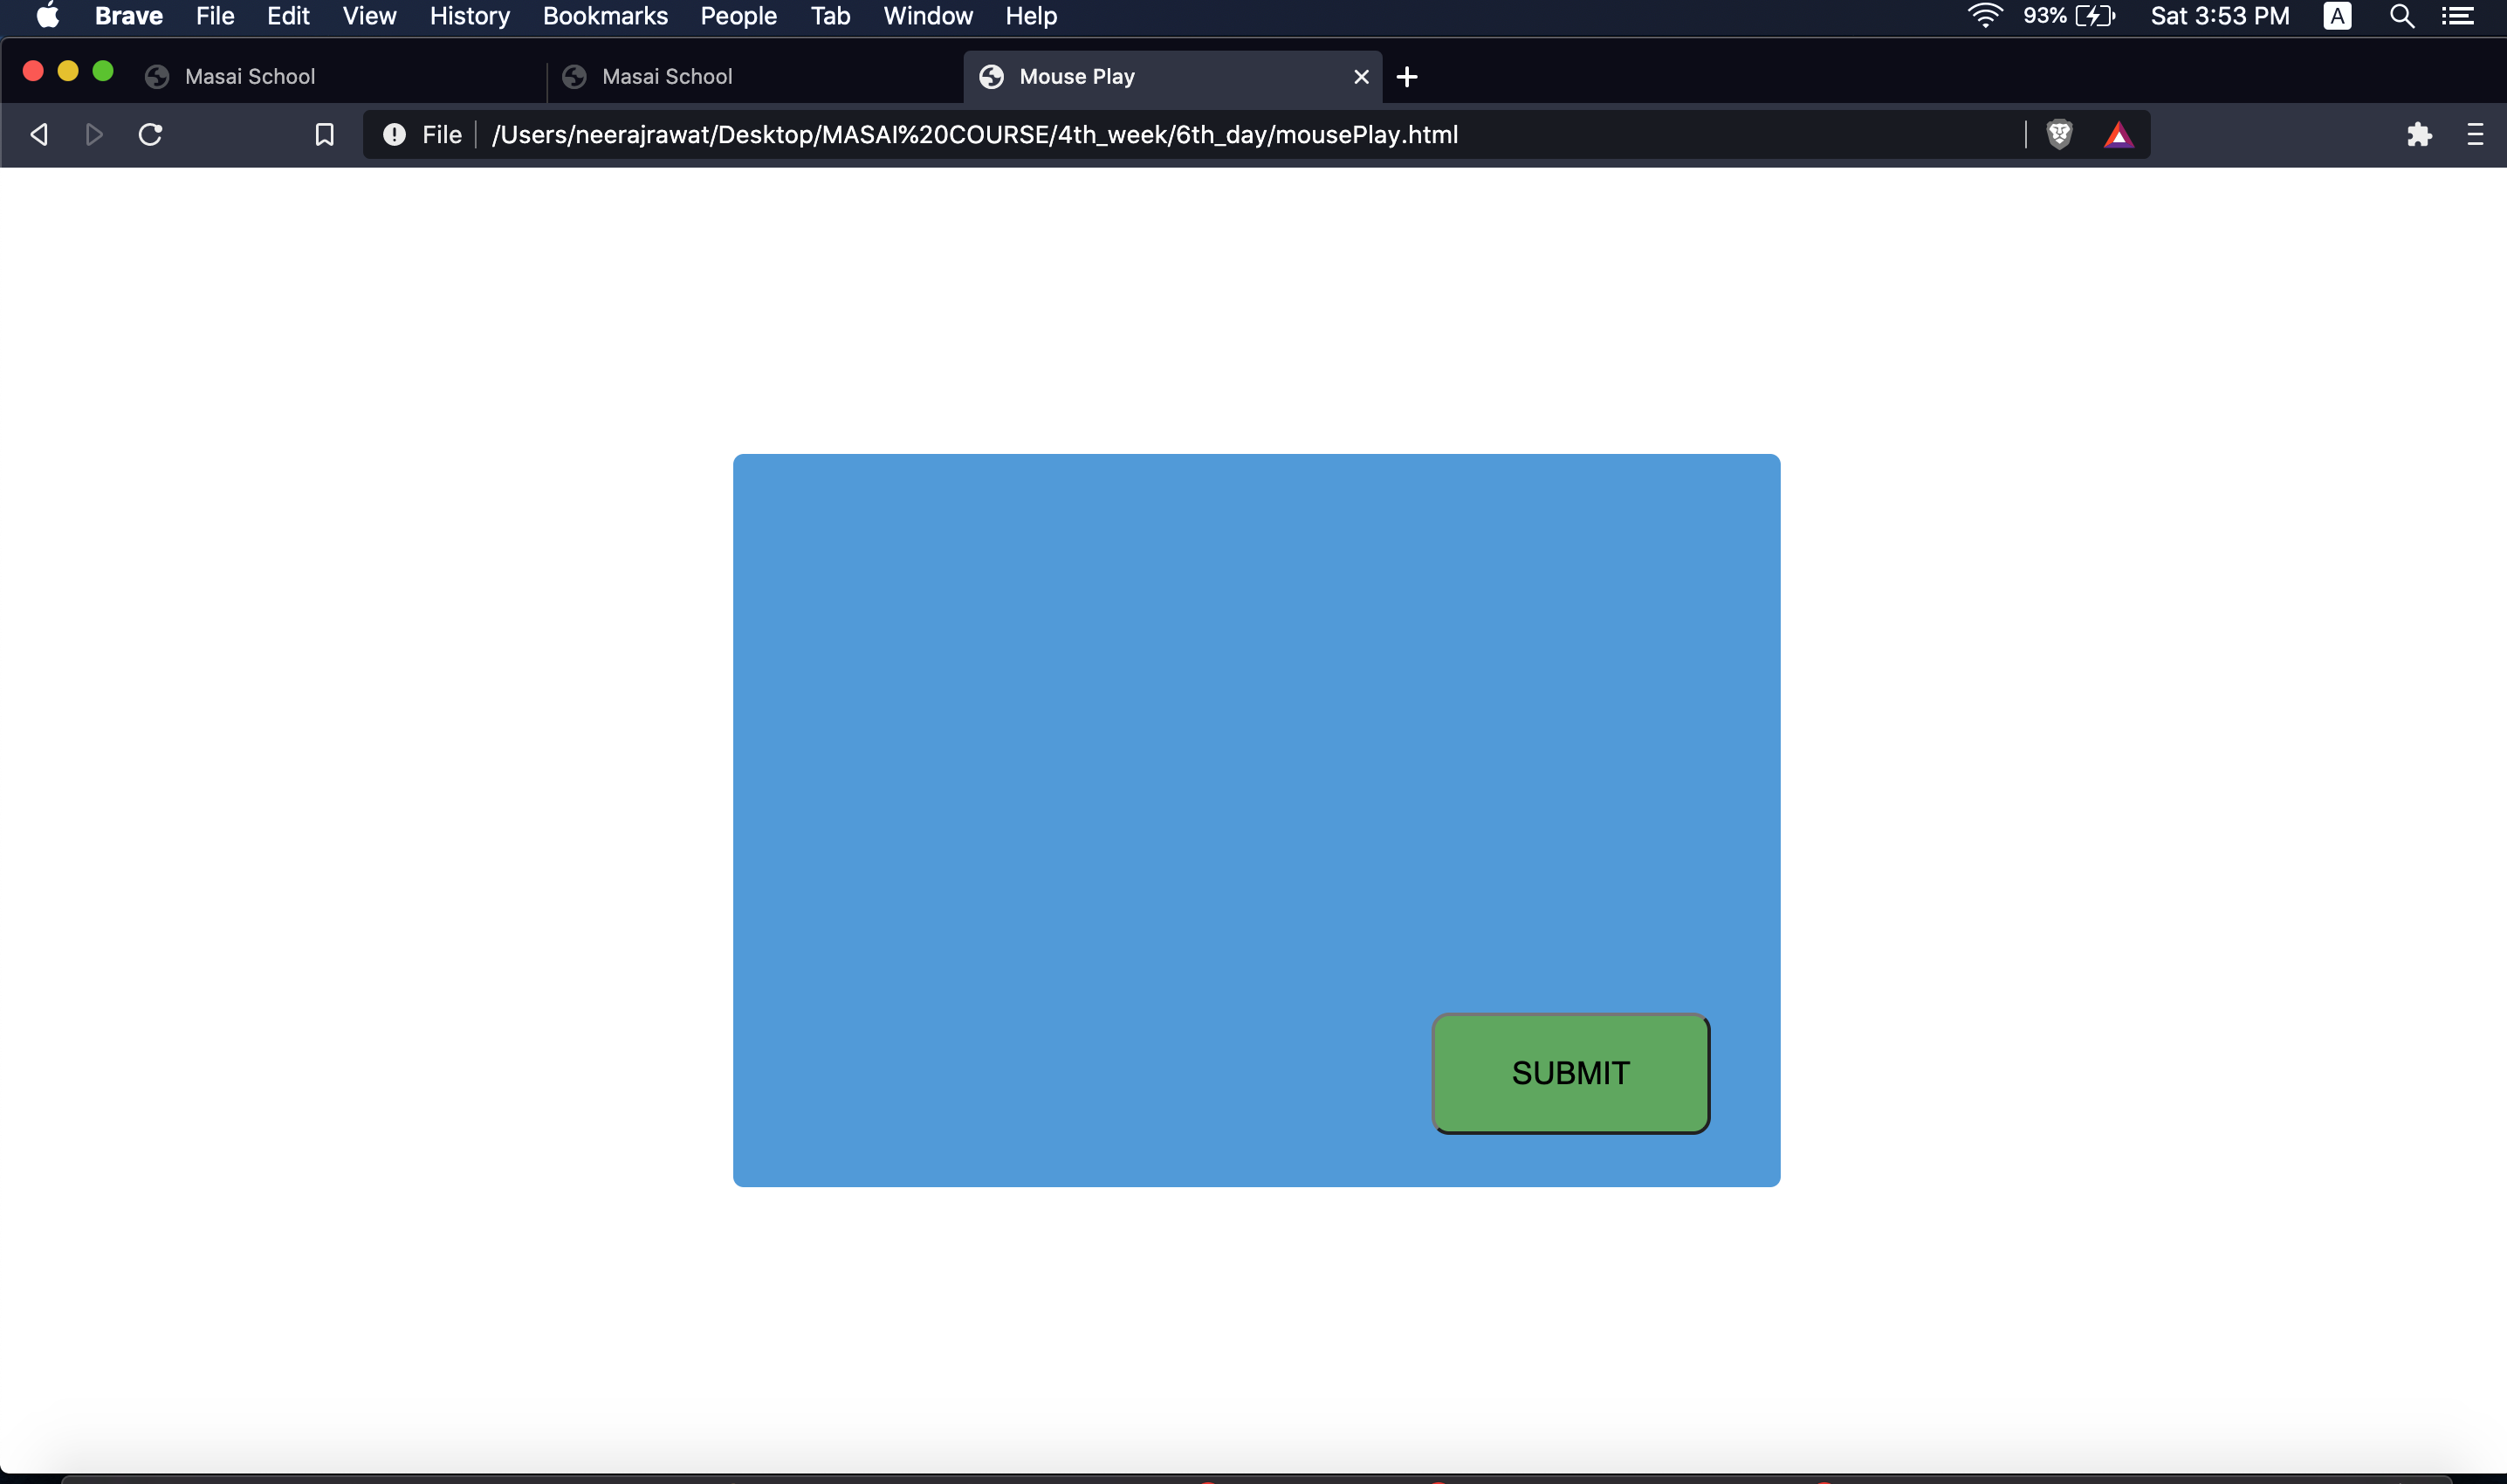 Brave File Edit View History Bookmarks People Tab Window Help 93% Sat 3:53 PM A
Masai School Masai School Mouse Play
File /Users/neerajrawat/Desktop/MASAI%20COURSE/4th_week/6th_day/mousePlay.html
SUBMIT